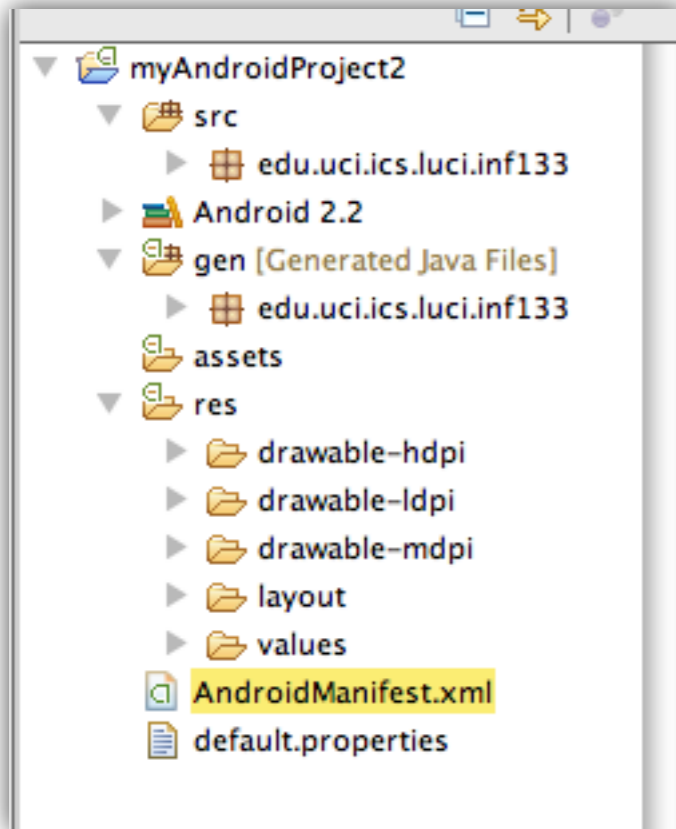 myAndroidProject2
src
edu.uci.ics.luci.inf133
Android 2.2
gen [Generated Java Files]
edu.uci.ics.luci.inf133
assets
res
drawable-hdpi
drawable-ldpi
drawable-mdpi
layout
values
AndroidManifest.xml
default.properties